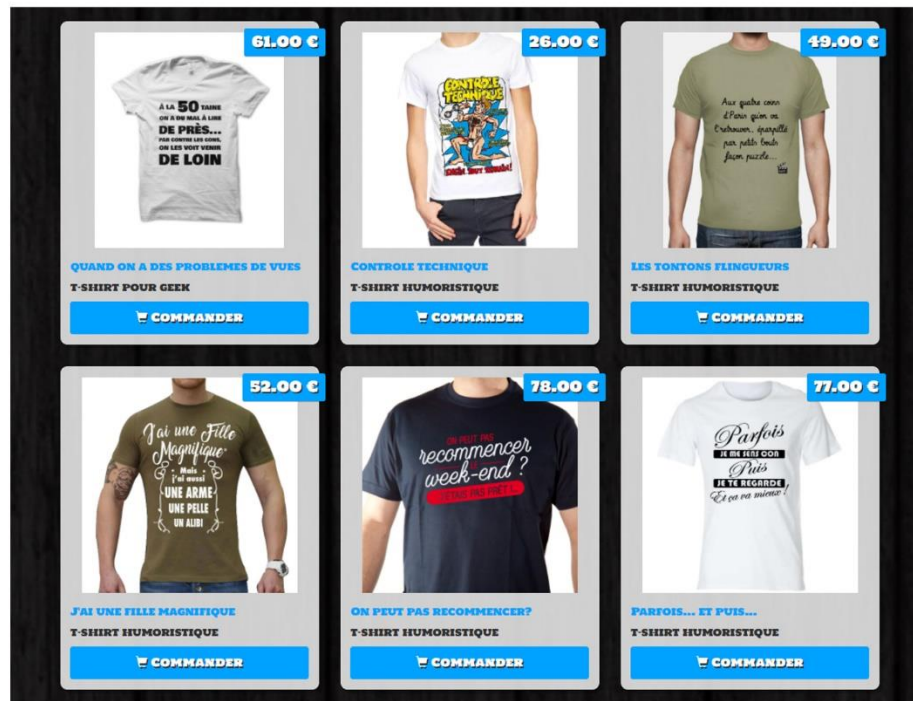 61.00 €
À LA 50 TAINE
ON A DU MAL À LIRE
DE PRÈS...
PAR CONTRE LES CONS,
ON LES VOIT VENIR
DE LOIN
QUAND ON A DES PROBLEMES DE VUES
T-SHIRT POUR GEEK
COMMANDER
26.00 €
CONTROLE
TECHNIQUE
TOUT
CONTROLE TECHNIQUE
T-SHIRT HUMORISTIQUE
COMMANDER
49.00 €
Aux quatre coins
d'Paris qu'on va
l'retrouver.. éparpillé
par petits bouts
façon puzzle...
LES TONTONS FLINGUEURS
T-SHIRT HUMORISTIQUE
COMMANDER
52.00 €
J'ai une Fille
Magnifique
- Mais -
j'ai aussi
UNE ARME
UNE PELLE
UN ALIBI
J'AI UNE FILLE MAGNIFIQUE
T-SHIRT HUMORISTIQUE
COMMANDER
78.00 €
ON PEUT PAS
recommencer
LE
week-end ?
J'ÉTAIS PAS PRÊT !...
ON PEUT PAS RECOMMENCER?
T-SHIRT HUMORISTIQUE
COMMANDER
77.00 €
Parfois
JE ME SENS CON
Puis
JE TE REGARDE
Et ça va mieux !
PARFOIS... ET PUIS...
T-SHIRT HUMORISTIQUE
COMMANDER